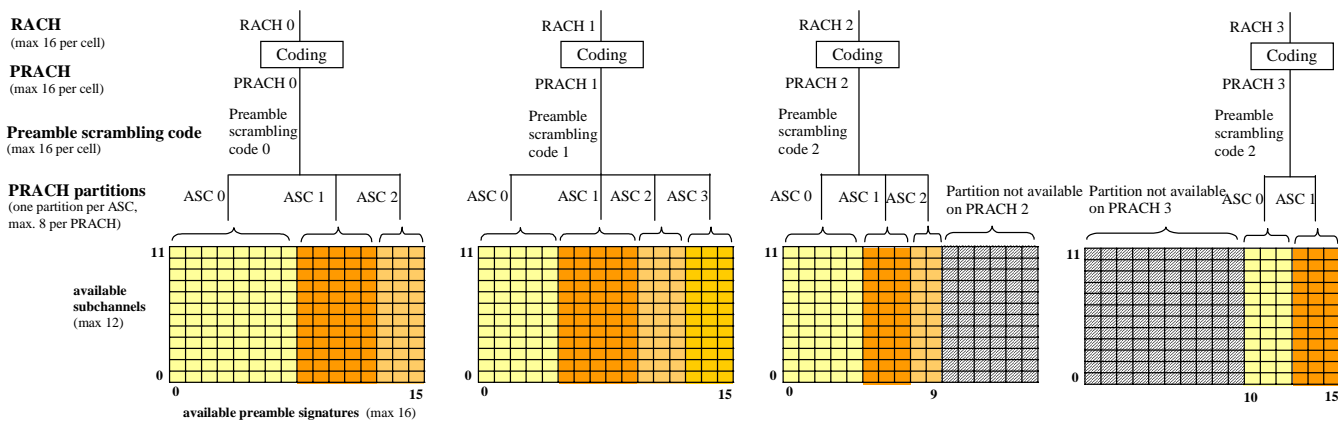 RACH
(max 16 per cell)
PRACH
(max 16 per cell)
Preamble scrambling code
(max 16 per cell)
PRACH partitions
(one partition per ASC,
max. 8 per PRACH)
RACH 0
Coding
PRACH 0
Preamble
scrambling
code 0
ASC 0
ASC 1
ASC 2
RACH 1
Coding
PRACH 1
Preamble
scrambling
code 1
ASC 0
ASC 1
ASC 2
ASC 3
RACH 2
Coding
PRACH 2
Preamble
scrambling
code 2
ASC 0
ASC 1
ASC 2
Partition not available
on PRACH 2
RACH 3
Coding
PRACH 3
Preamble
scrambling
code 2
Partition not available
on PRACH 3
ASC 0
ASC 1
11
available
subchannels
(max 12)
0
0
15
available preamble signatures (max 16)
11
0
0
15
11
0
0
9
11
0
10
15